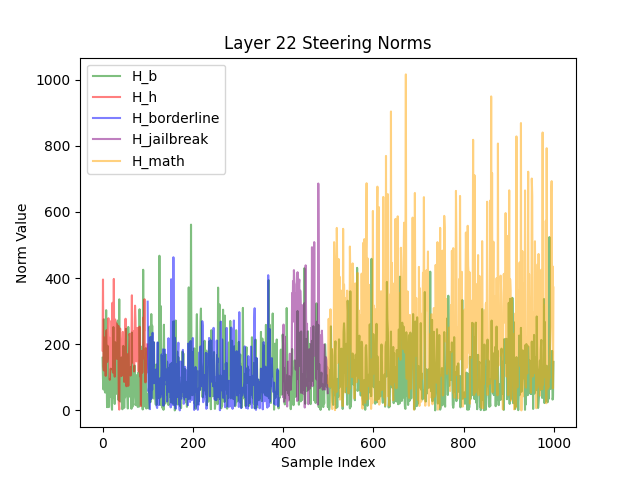 Layer 22 Steering Norms
H_b
H_h
H_borderline
H_jailbreak
H_math
Norm Value
1000
800
600
400
200
0
0 200 400 600 800 1000
Sample Index